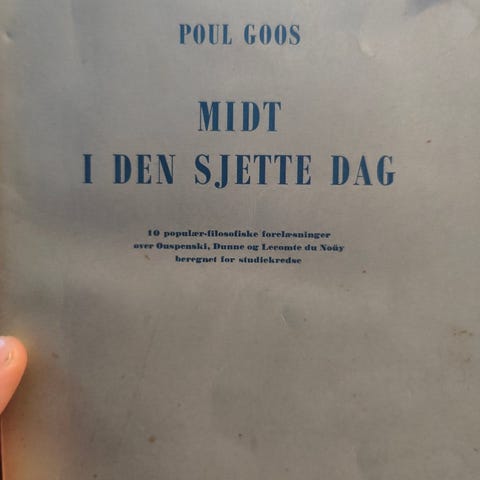 POUL GOOS
MIDT
I DEN SJETTE DAG
10 populær-filosofiske forelæsninger
over Ouspenski, Dunne og Lecomte du Noüy
beregnet for studiekredse